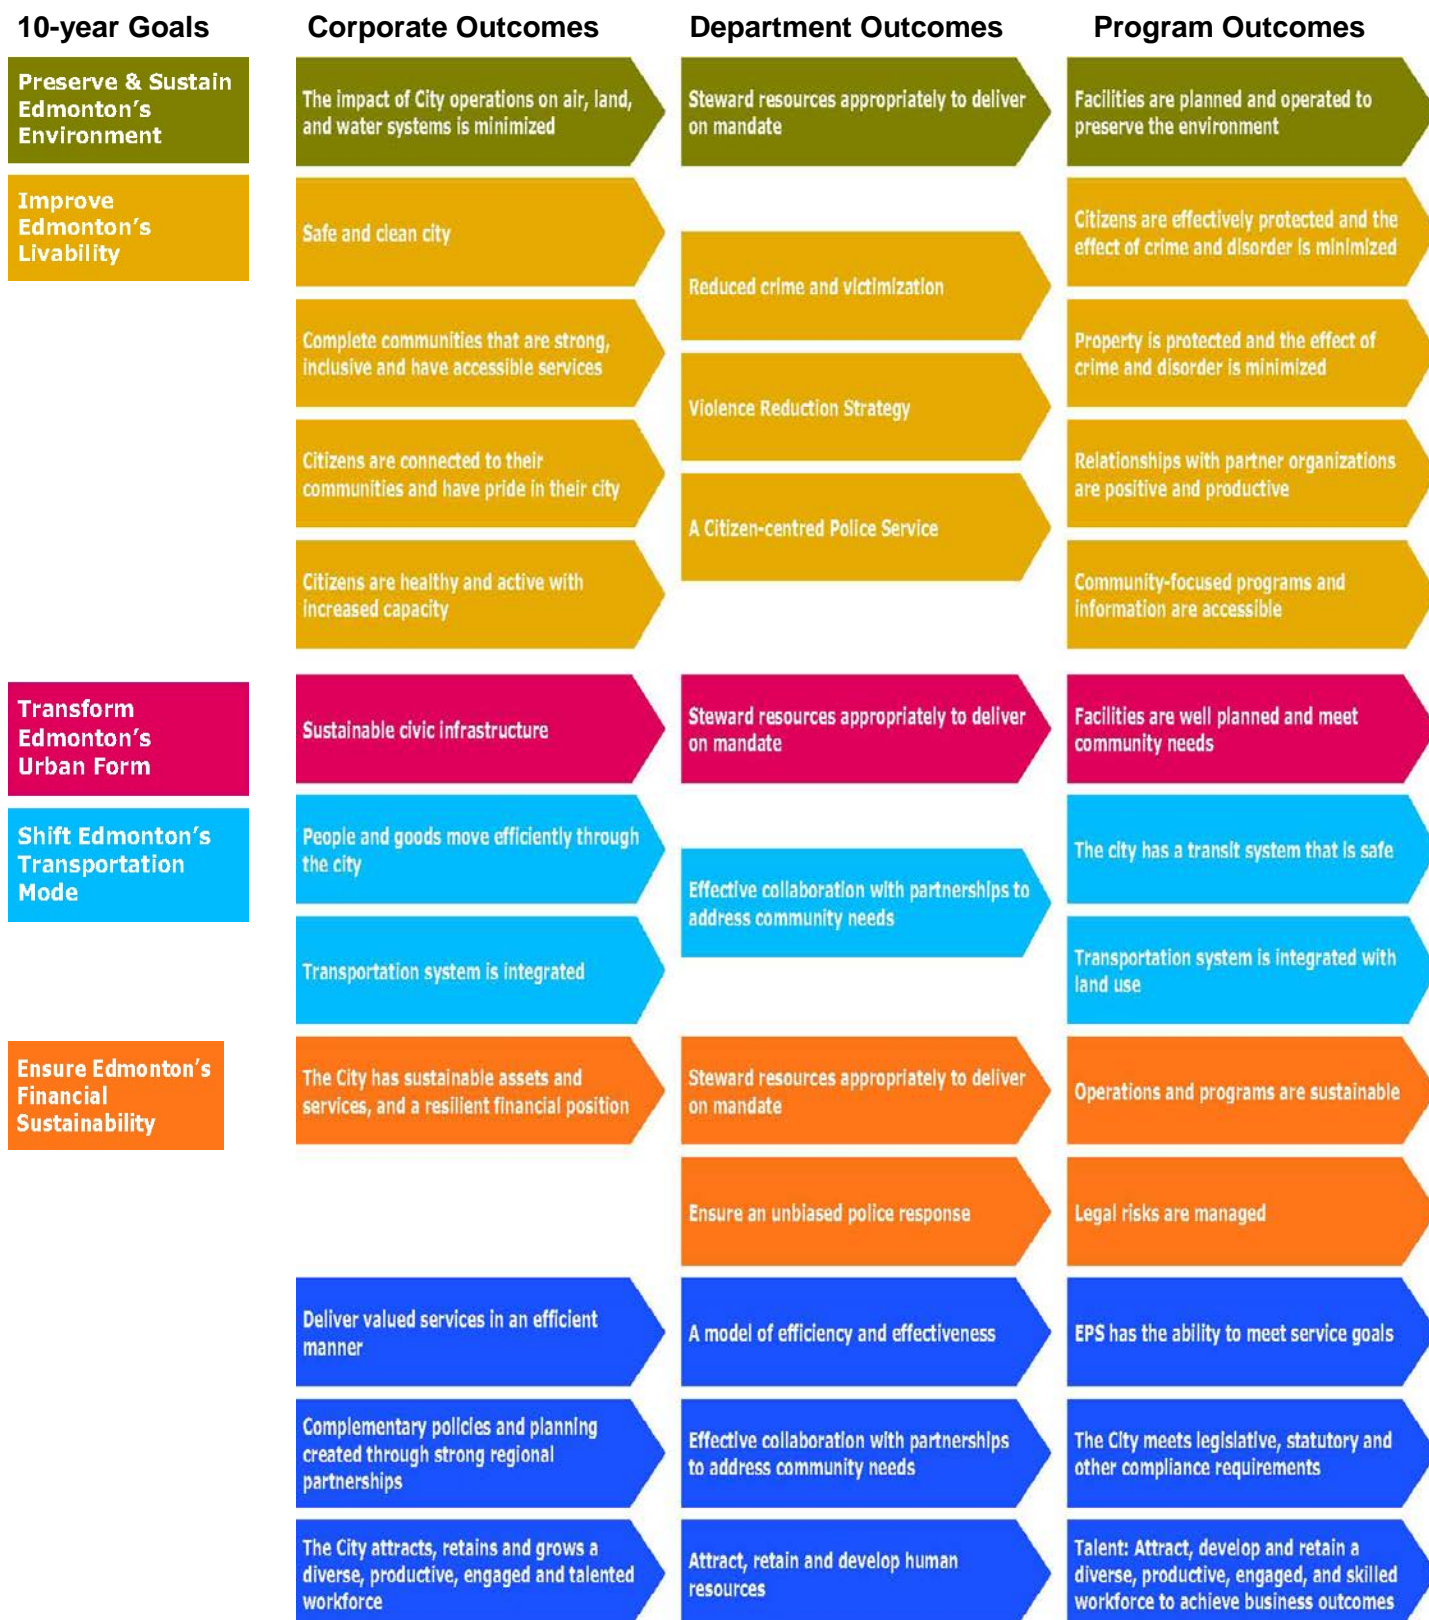 10-year Goals
Corporate Outcomes
Department Outcomes
Program Outcomes
Preserve & Sustain
Edmonton's
Environment
The impact of City operations on air, land,
and water systems is minimized
Steward resources appropriately to deliver
on mandate
Facilities are planned and operated to
preserve the environment
Improve
Edmonton's
Livability
Safe and clean city
Complete communities that are strong,
inclusive and have accessible services
Citizens are connected to their
communities and have pride in their city
Citizens are healthy and active with
increased capacity
Reduced crime and victimization
Violence Reduction Strategy
A Citizen-centred Police Service
Citizens are effectively protected and the
effect of crime and disorder is minimized
Property is protected and the effect of
crime and disorder is minimized
Relationships with partner organizations
are positive and productive
Community-focused programs and
information are accessible
Transform
Edmonton's
Urban Form
Sustainable civic infrastructure
Steward resources appropriately to deliver
on mandate
Facilities are well planned and meet
community needs
Shift Edmonton's
Transportation
Mode
People and goods move efficiently through
the city
Transportation system is integrated
Effective collaboration with partnerships to
address community needs
The city has a transit system that is safe
Transportation system is integrated with
land use
Ensure Edmonton's
Financial
Sustainability
The City has sustainable assets and
services, and a resilient financial position
Steward resources appropriately to deliver
on mandate
Operations and programs are sustainable
Ensure an unbiased police response
Legal risks are managed
Deliver valued services in an efficient
manner
A model of efficiency and effectiveness
EPS has the ability to meet service goals
Complementary policies and planning
created through strong regional
partnerships
Effective collaboration with partnerships
to address community needs
The City meets legislative, statutory and
other compliance requirements
The City attracts, retains and grows a
diverse, productive, engaged and talented
workforce
Attract, retain and develop human
resources
Talent: Attract, develop and retain a
diverse, productive, engaged, and skilled
workforce to achieve business outcomes